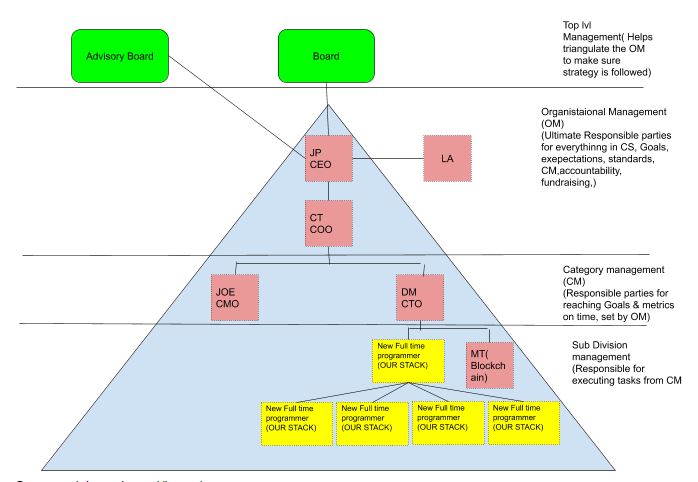 Top lvl
Management( Helps
triangulate the OM
to make sure
strategy is followed)
Advisory Board
Board
Organistaional Management
(OM)
(Ultimate Responsible parties
for everythinng in CS, Goals,
exepectations, standards,
CM,accountability,
fundraising,)
JP
CEO
LA
CT
COO
Category management
(CM)
(Responsible parties for
reaching Goals & metrics
on time, set by OM)
JOE
CMO
DM
CTO
Sub Division
management
(Responsible for
executing tasks from CM
New Full time
programmer
(OUR STACK)
MT(
Blockch
ain)
New Full time
programmer
(OUR STACK)
New Full time
programmer
(OUR STACK)
New Full time
programmer
(OUR STACK)
New Full time
programmer
(OUR STACK)